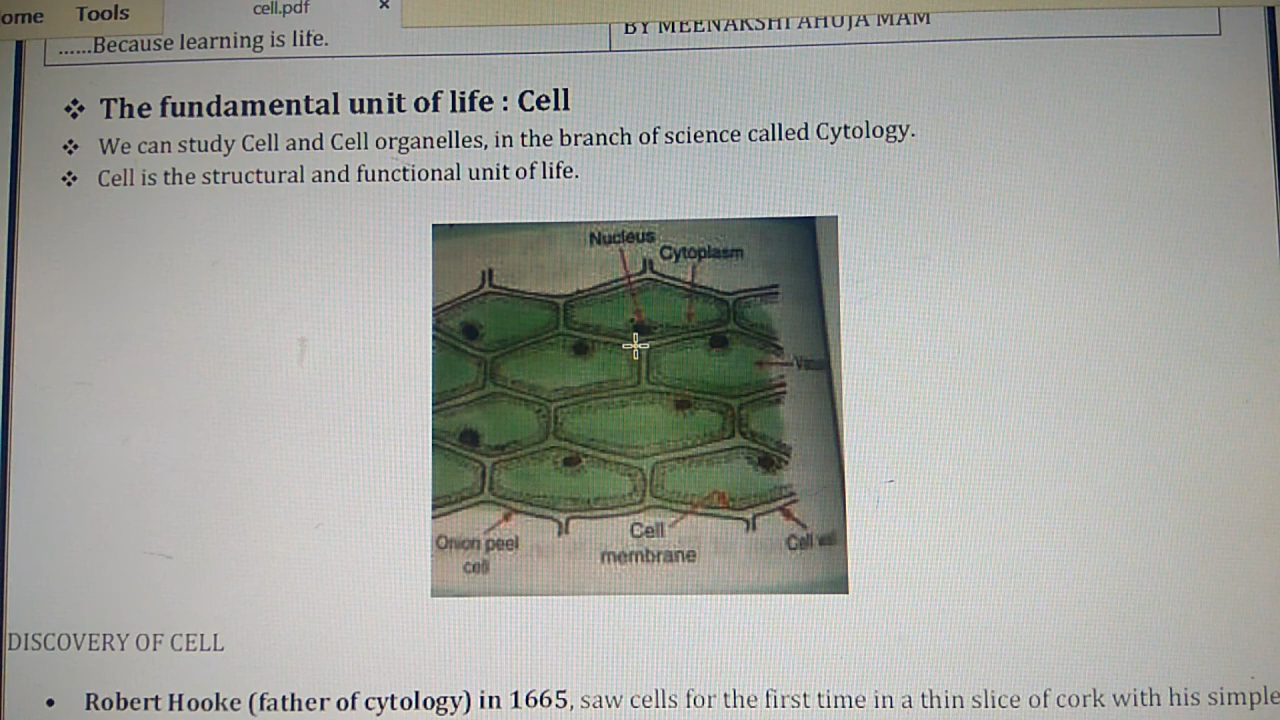 ome Tools cell.pdf ×
......Because learning is life.
BY MEENAKSHI AHUJA MAM
❖ The fundamental unit of life : Cell
❖ We can study Cell and Cell organelles, in the branch of science called Cytology.
❖ Cell is the structural and functional unit of life.
Nucleus
Cytoplasm
Onion peel
cell
Cell
membrane
Cell
DISCOVERY OF CELL
• Robert Hooke (father of cytology) in 1665, saw cells for the first time in a thin slice of cork with his simple